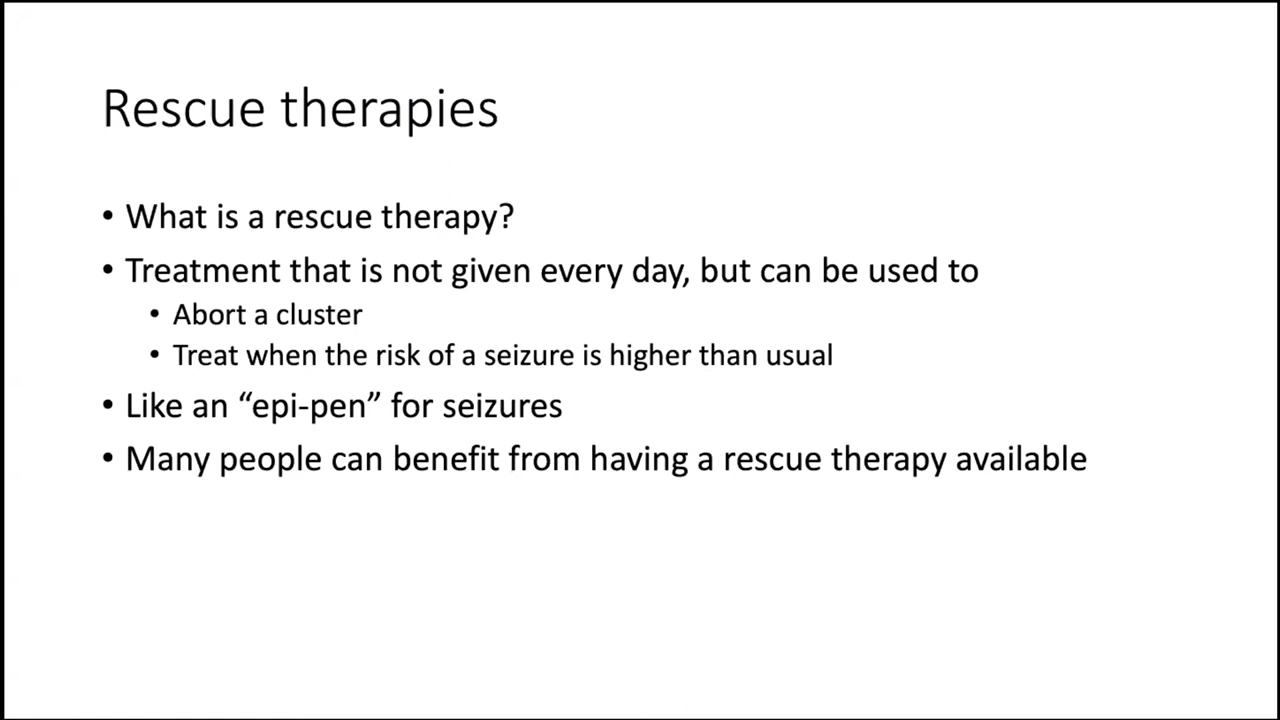 Rescue therapies
• What is a rescue therapy?
• Treatment that is not given every day, but can be used to
• Abort a cluster
• Treat when the risk of a seizure is higher than usual
• Like an “epi-pen” for seizures
• Many people can benefit from having a rescue therapy available